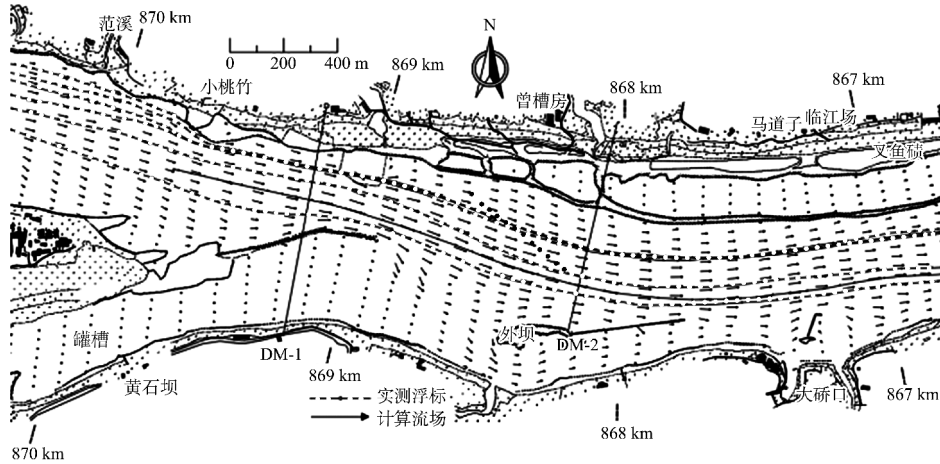 范溪
870 km
N
0 200 400 m
869 km
小桃竹
曾槽房
868 km
867 km
马道子
临江场
叉鱼碛
罐槽
外坝
DM-1
DM-2
869 km
黄石坝
实测浮标
计算流场
大硚口
867 km
868 km
870 km